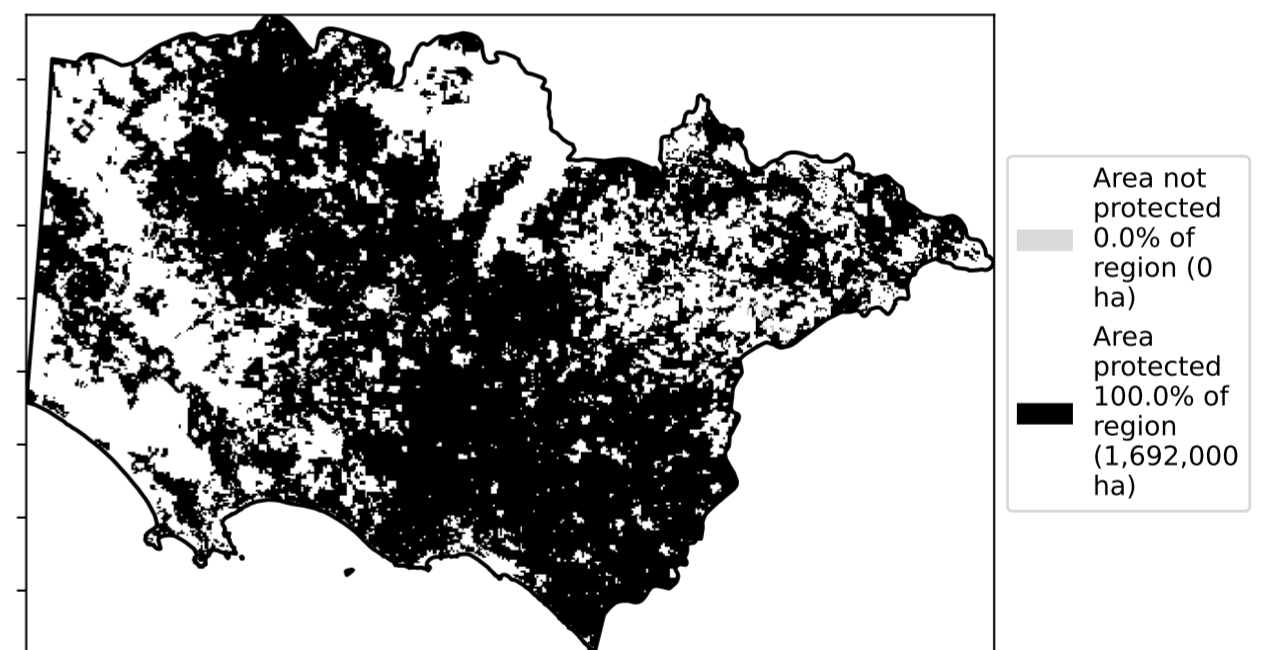 Area not
protected
0.0% of
region (0
ha)
Area
protected
100.0% of
region
(1,692,000
ha)